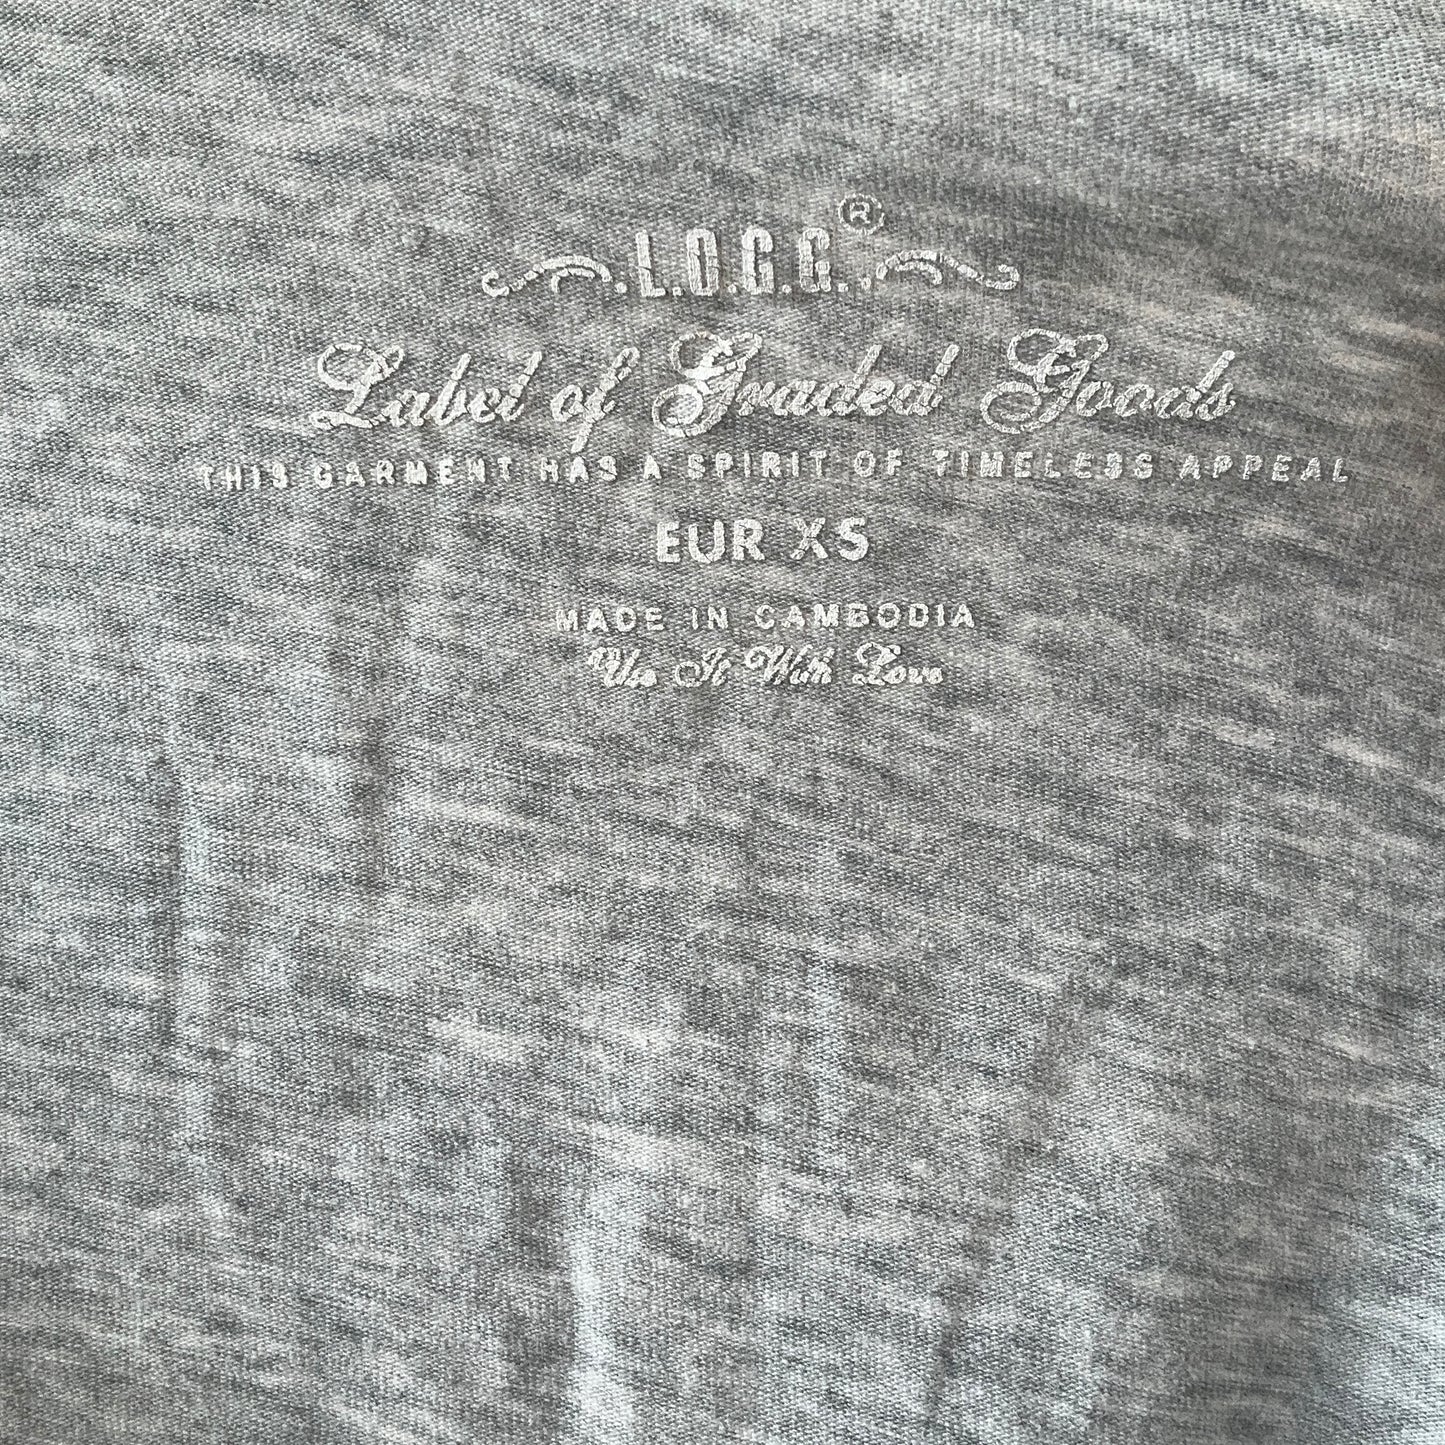 .L.O.G.G.®
Label of Graded Goods
THIS GARMENT HAS A SPIRIT OF TIMELESS APPEAL
EUR XS
MADE IN CAMBODIA
Use It With Love